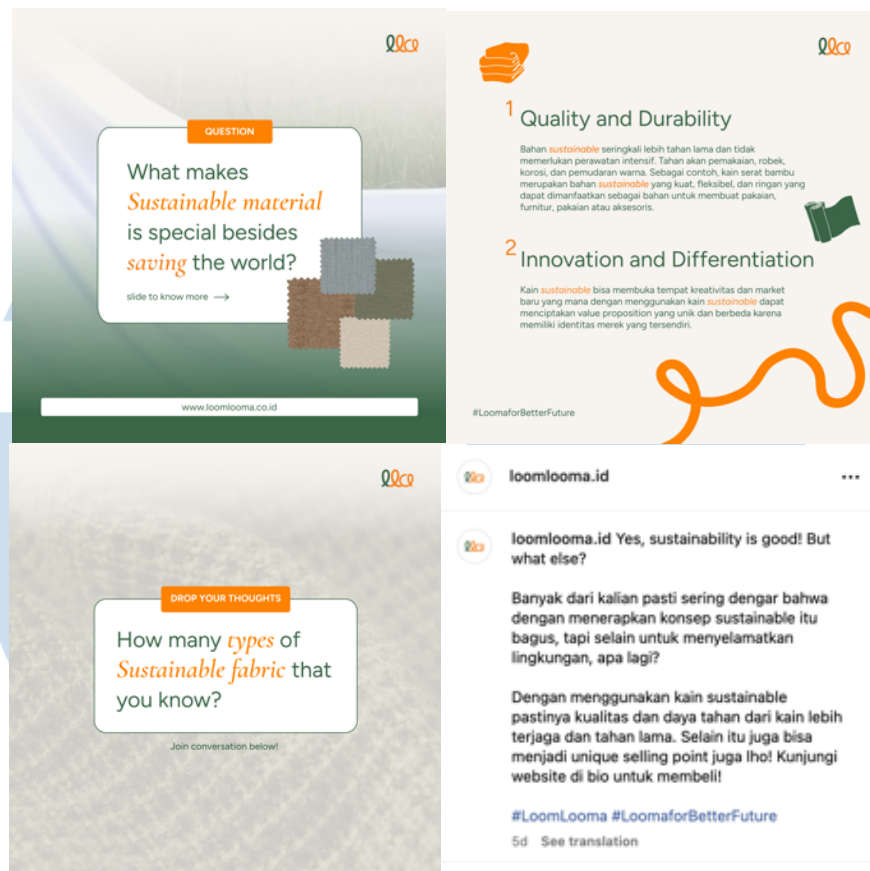 QUESTION
What makes
Sustainable material
is special besides
saving the world?
slide to know more
www.loomlooma.co.id
1
Quality and Durability
Bahan sustainable seringkali lebih tahan lama dan tidak
memerlukan perawatan intensif. Tahan akan pemakaian, robek,
korosi, dan pemudaran warna. Sebagai contoh, kain serat bambu
merupakan bahan sustainable yang kuat, fleksibel, dan ringan yang
dapat dimanfaatkan sebagai bahan untuk membuat pakaian,
furnitur, pakaian atau aksesoris.
2
Innovation and Differentiation
Kain sustainable bisa membuka tempat kreativitas dan market
baru yang mana dengan menggunakan kain sustainable dapat
menciptakan value proposition yang unik dan berbeda karena
memiliki identitas merek yang tersendiri.
#LoomaforBetterFuture
DROP YOUR THOUGHTS
How many types of
Sustainable fabric that
you know?
Join conversation below!
loomlooma.id
loomlooma.id Yes, sustainability is good! But
what else?
Banyak dari kalian pasti sering dengar bahwa
dengan menerapkan konsep sustainable itu
bagus, tapi selain untuk menyelamatkan
lingkungan, apa lagi?
Dengan menggunakan kain sustainable
pastinya kualitas dan daya tahan dari kain lebih
terjaga dan tahan lama. Selain itu juga bisa
menjadi unique selling point juga lho! Kunjungi
website di bio untuk membeli!
#LoomLooma #LoomaforBetterFuture
5d See translation